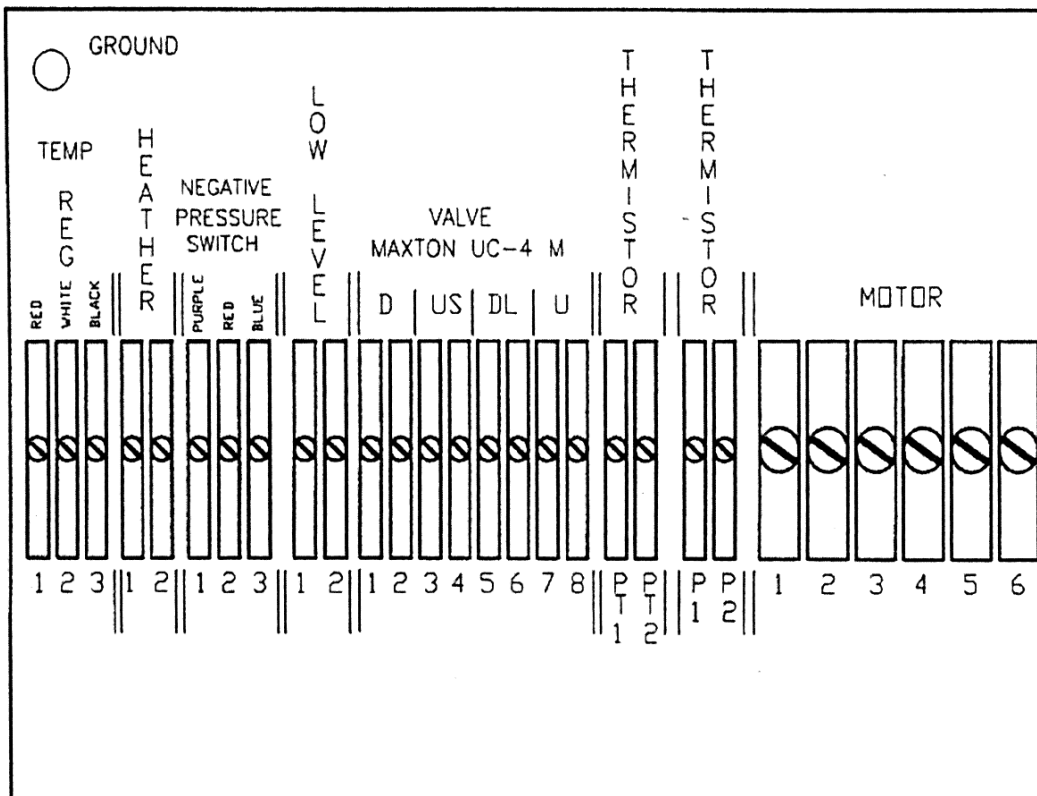 GROUND
TEMP
REG
HEATHER
NEGATIVE
PRESSURE
SWITCH
LOW LEVEL
VALVE
MAXTON UC-4 M
THERMISTOR
THERMISTOR
MOTOR
RED
WHITE
BLACK
PURPLE
RED
BLUE
D US DL U
1 2 3 1 2 1 2 3 1 2 1 2 3 4 5 6 7 8 PT1 PT2 P1 P2 1 2 3 4 5 6